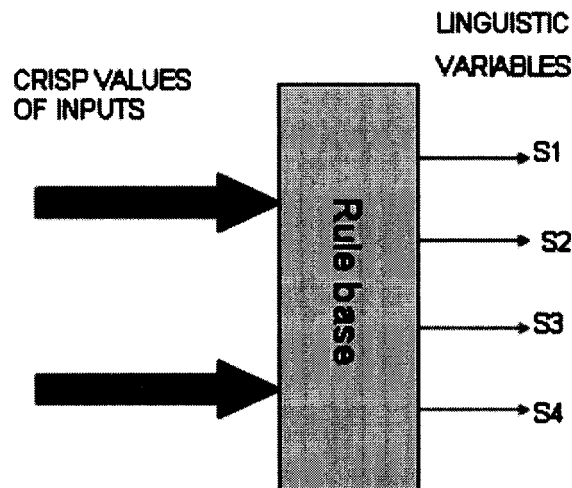 LINGUISTIC
VARIABLES
CRISP VALUES
OF INPUTS
S1
Rule base
S2
S3
S4